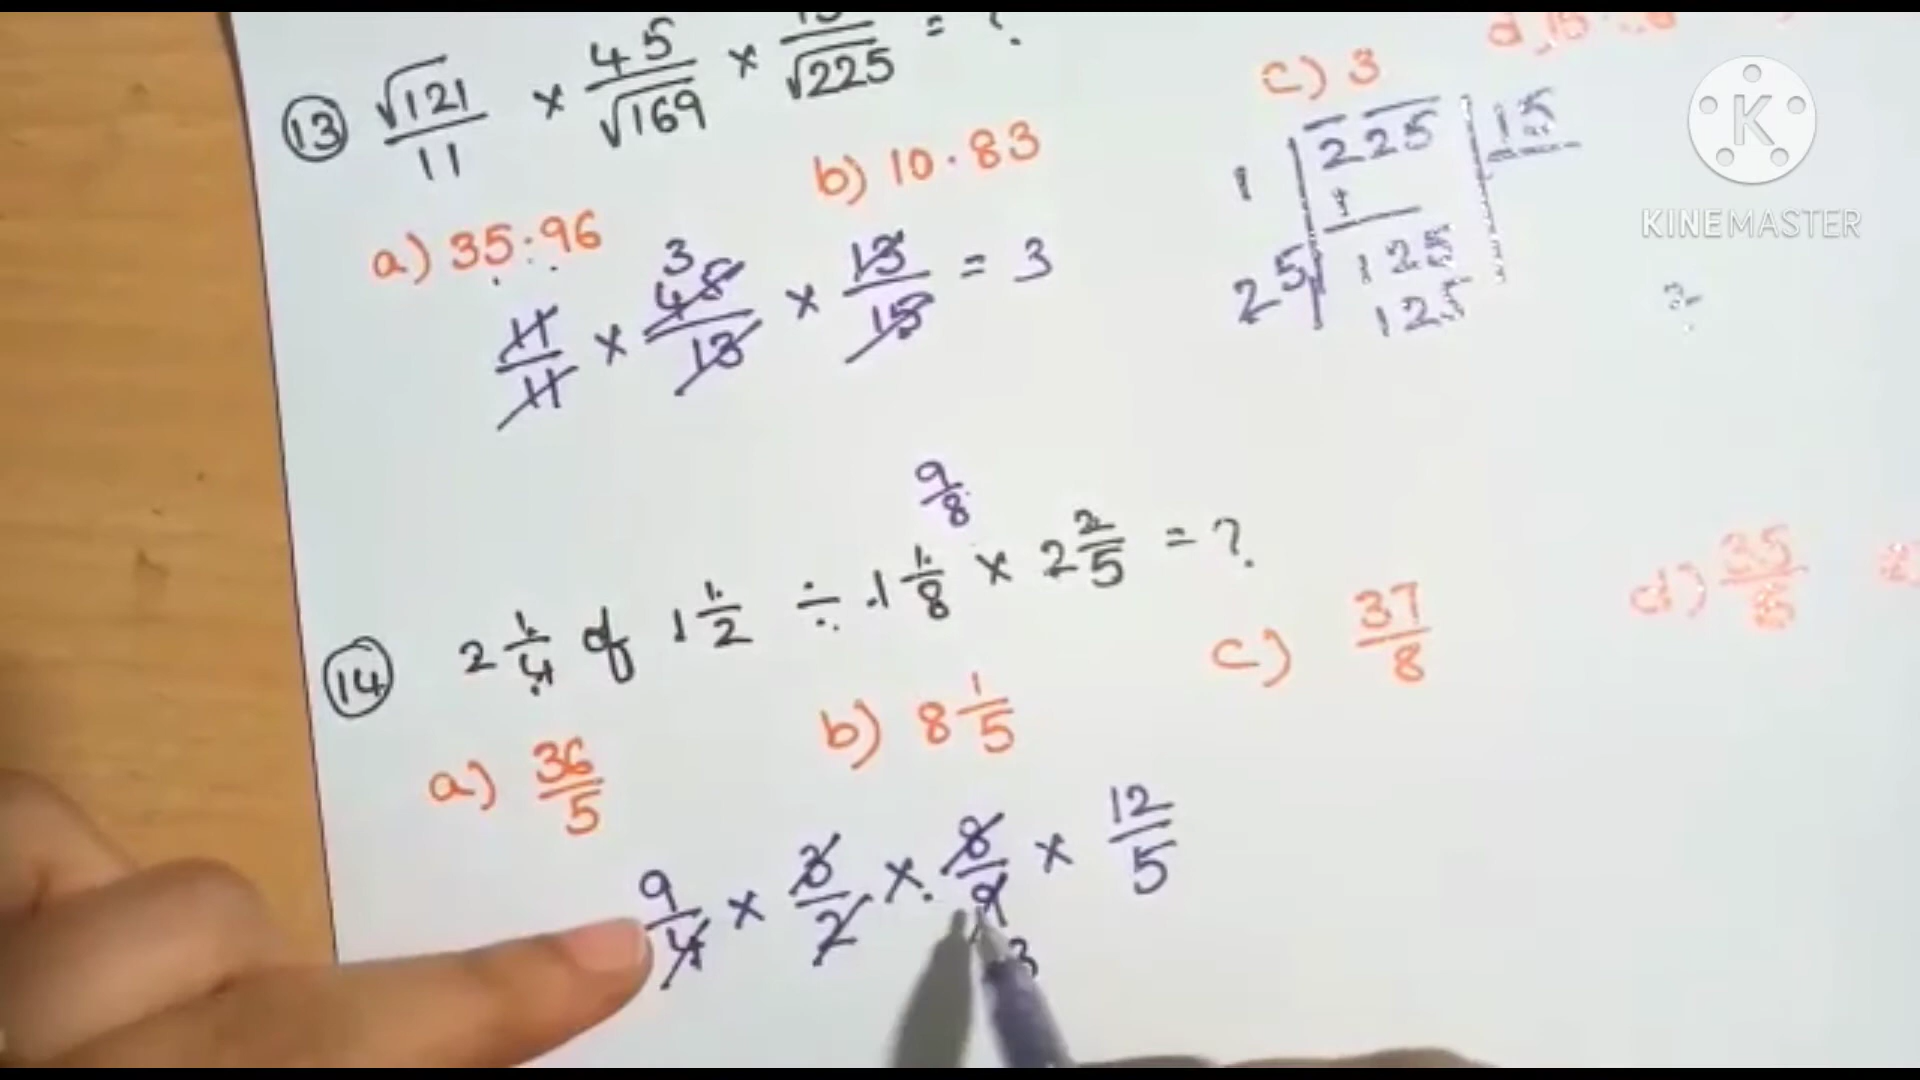 (13) √121/11 × 45/√169 × 13/√225 = ?
a) 35.96 b) 10.83 c) 3
11/11 × 45/13 × 13/15 = 3
3
1 | 225 | 15
1
25 | 125
125
9/8
(14) 2 1/4 of 1 1/2 ÷ 1 1/8 × 2 2/5 = ?
a) 36/5 b) 8 1/5 c) 37/8 d)
9/4 × 3/2 × 8/9 × 12/5
3
K
KINEMASTER